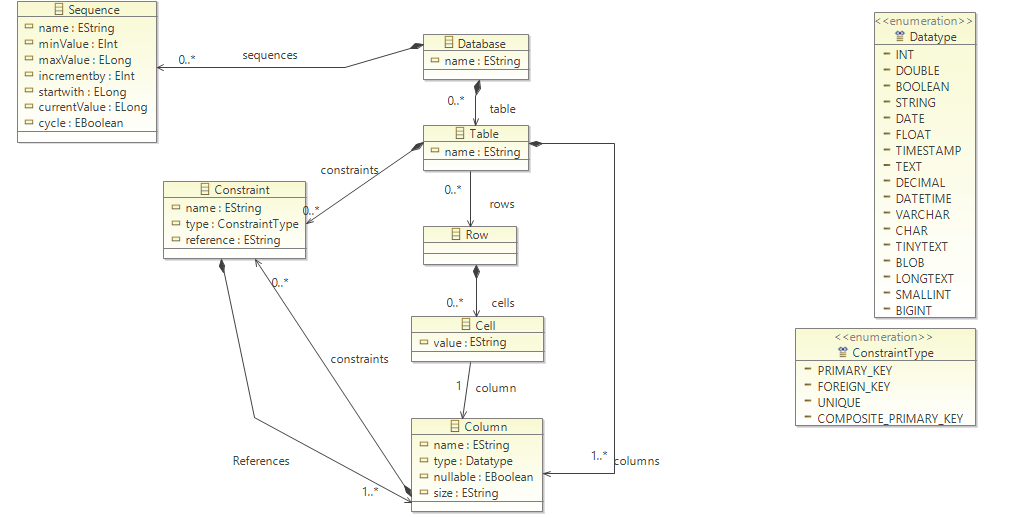 Sequence
name : EString
minValue : EInt
maxValue : ELong
incrementby : EInt
startwith : ELong
currentValue : ELong
cycle : EBoolean
0..*
sequences
Database
name : EString
0..*
table
Table
name : EString
constraints
0..*
Constraint
name : EString
type : ConstraintType
reference : EString
0..*
rows
Row
0..*
cells
Cell
value : EString
1
column
0..*
constraints
References
1..*
Column
name : EString
type : Datatype
nullable : EBoolean
size : EString
1..*
columns
<<enumeration>>
Datatype
INT
DOUBLE
BOOLEAN
STRING
DATE
FLOAT
TIMESTAMP
TEXT
DECIMAL
DATETIME
VARCHAR
CHAR
TINYTEXT
BLOB
LONGTEXT
SMALLINT
BIGINT
<<enumeration>>
ConstraintType
PRIMARY_KEY
FOREIGN_KEY
UNIQUE
COMPOSITE_PRIMARY_KEY